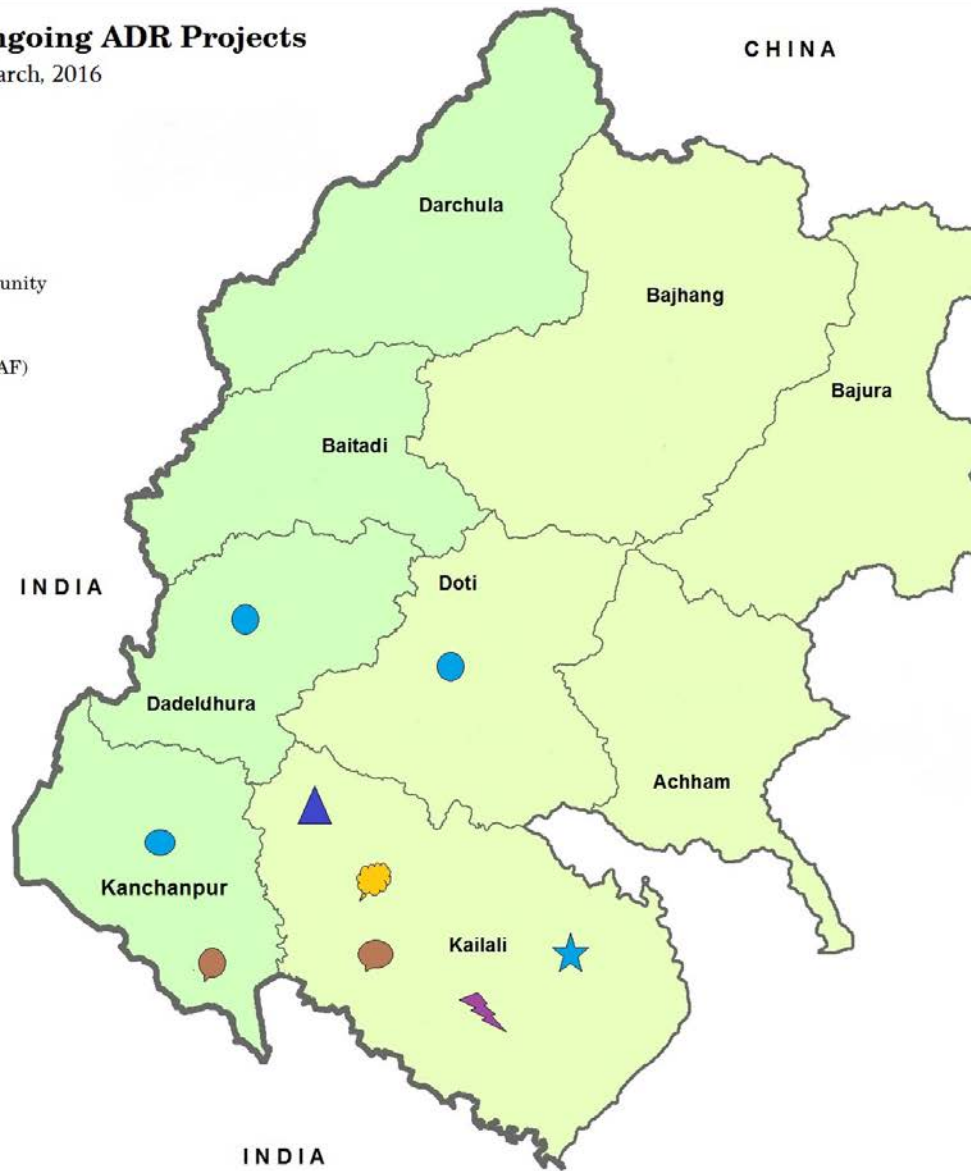 ngoing ADR Projects
arch, 2016
CHINA
Darchula
unity
Bajhang
AF)
Bajura
Baitadi
INDIA
Doti
Dadeldhura
Achham
Kanchanpur
Kailali
INDIA